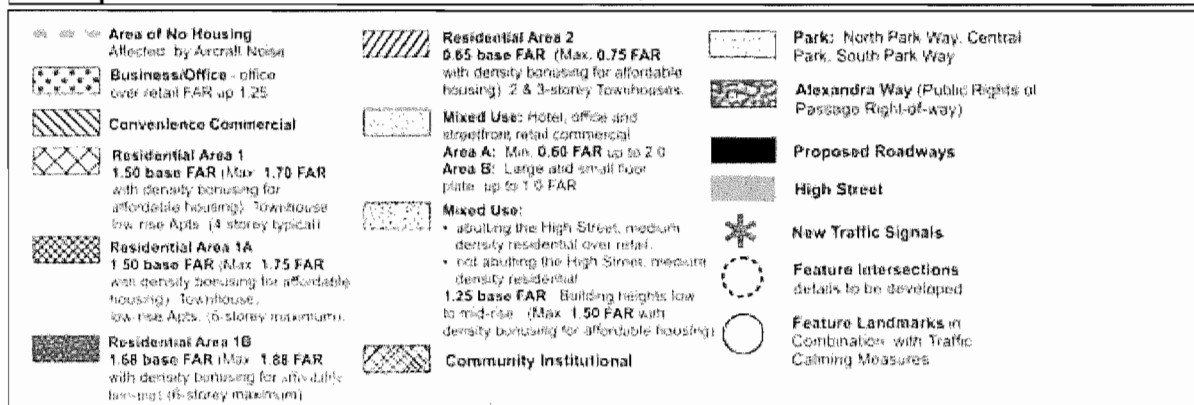 Area of No Housing
Affected by Aircraft Noise
Business/Office - office
over retail FAR up 1.25
Convenience Commercial
Residential Area 1
1.50 base FAR (Max. 1.70 FAR
with density bonusing for
affordable housing). Townhouse
low rise Apts. (4 storey typical)
Residential Area 1A
1.50 base FAR (Max. 1.75 FAR
with density bonusing for affordable
housing). Townhouse,
low-rise Apts. (6-storey maximum).
Residential Area 1B
1.68 base FAR (Max. 1.88 FAR
with density bonusing for affordable
housing) (6-storey maximum)
Residential Area 2
0.65 base FAR (Max. 0.75 FAR
with density bonusing for affordable
housing). 2 & 3-storey Townhouses.
Mixed Use: Hotel, office and
streetfront retail commercial
Area A: Min. 0.60 FAR up to 2.0
Area B: Large and small floor
plate up to 1.0 FAR
Mixed Use:
• abutting the High Street, medium
density residential over retail.
• not abutting the High Street, medium
density residential
1.25 base FAR. Building heights low
to mid-rise. (Max. 1.50 FAR with
density bonusing for affordable housing)
Community Institutional
Park: North Park Way, Central
Park, South Park Way
Alexandra Way (Public Rights of
Passage Right-of-way)
Proposed Roadways
High Street
New Traffic Signals
Feature Intersections
details to be developed
Feature Landmarks in
Combination with Traffic
Calming Measures